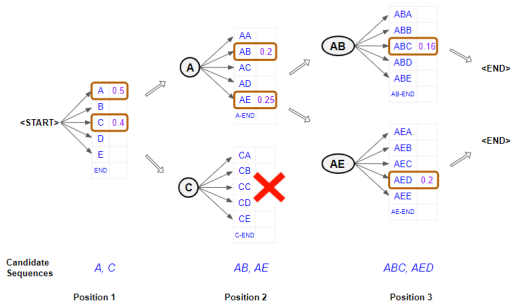 <START>
A 0.5
B
C 0.4
D
E
END
A
AA
AB 0.2
AC
AD
AE 0.25
A-END
C
CA
CB
CC
CD
CE
C-END
AB
ABA
ABB
ABC 0.16
ABD
ABE
AB-END
<END>
AE
AEA
AEB
AEC
AED 0.2
AEE
AE-END
<END>
Candidate
Sequences
A, C
AB, AE
ABC, AED
Position 1
Position 2
Position 3